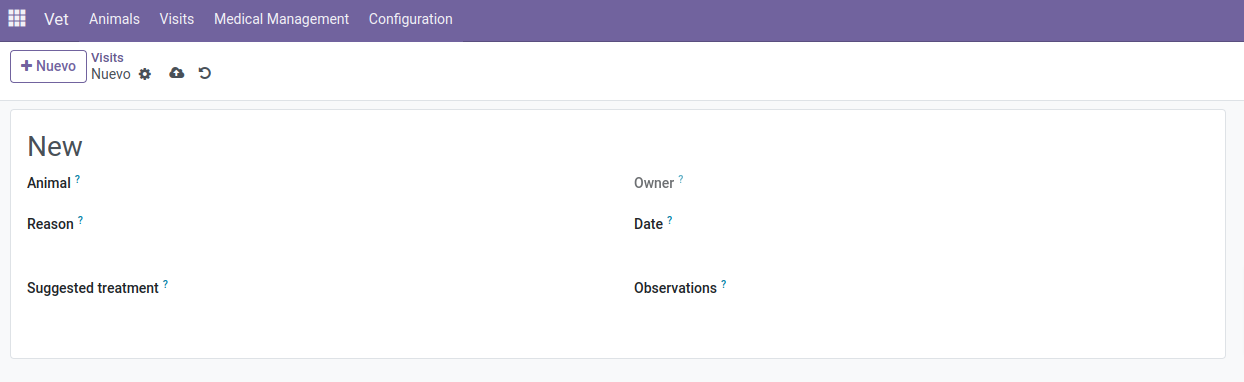 Vet Animals Visits Medical Management Configuration
+ Nuevo
Visits
Nuevo
New
Animal ? Owner ?
Reason ? Date ?
Suggested treatment ? Observations ?